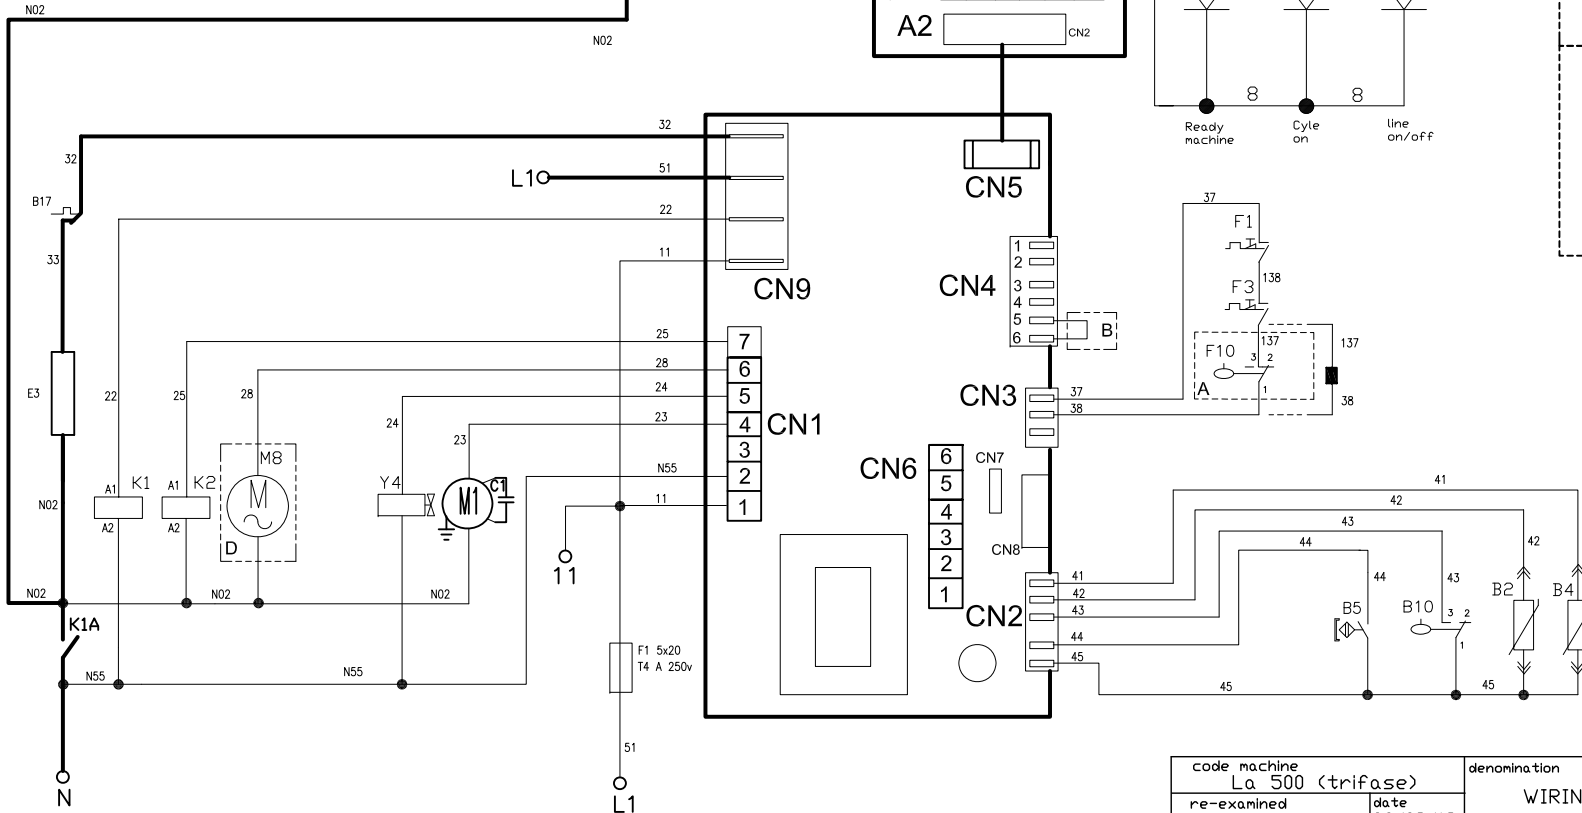 N02
N02
A2
CN2
8
8
Ready
machine
Cyle
on
line
on/off
32
32
L1
51
CN5
B17
22
37
F1
33
11
CN9
1
2
3
4
5
6
CN4
B
138
F3
25
7
137
F10
3 2
1
A
137
38
28
6
24
5
23
4
3
N55
2
11
1
CN1
CN3
37
38
E3
22
25
28
24
23
M8
M
D
N02
A1
K1
A2
A1
K2
A2
Y4
M1
C1
CN6
6
5
4
3
2
1
CN7
CN8
41
42
43
44
42
44
43
11
N02
N02
N02
K1A
CN2
41
42
43
44
45
B5
B10
3 2
1
B2
B4
N55
N55
F1 5x20
T4 A 250v
45
45
51
N
L1
code machine
La 500 (trifase)
denomination
WIRIN
re-examined
date